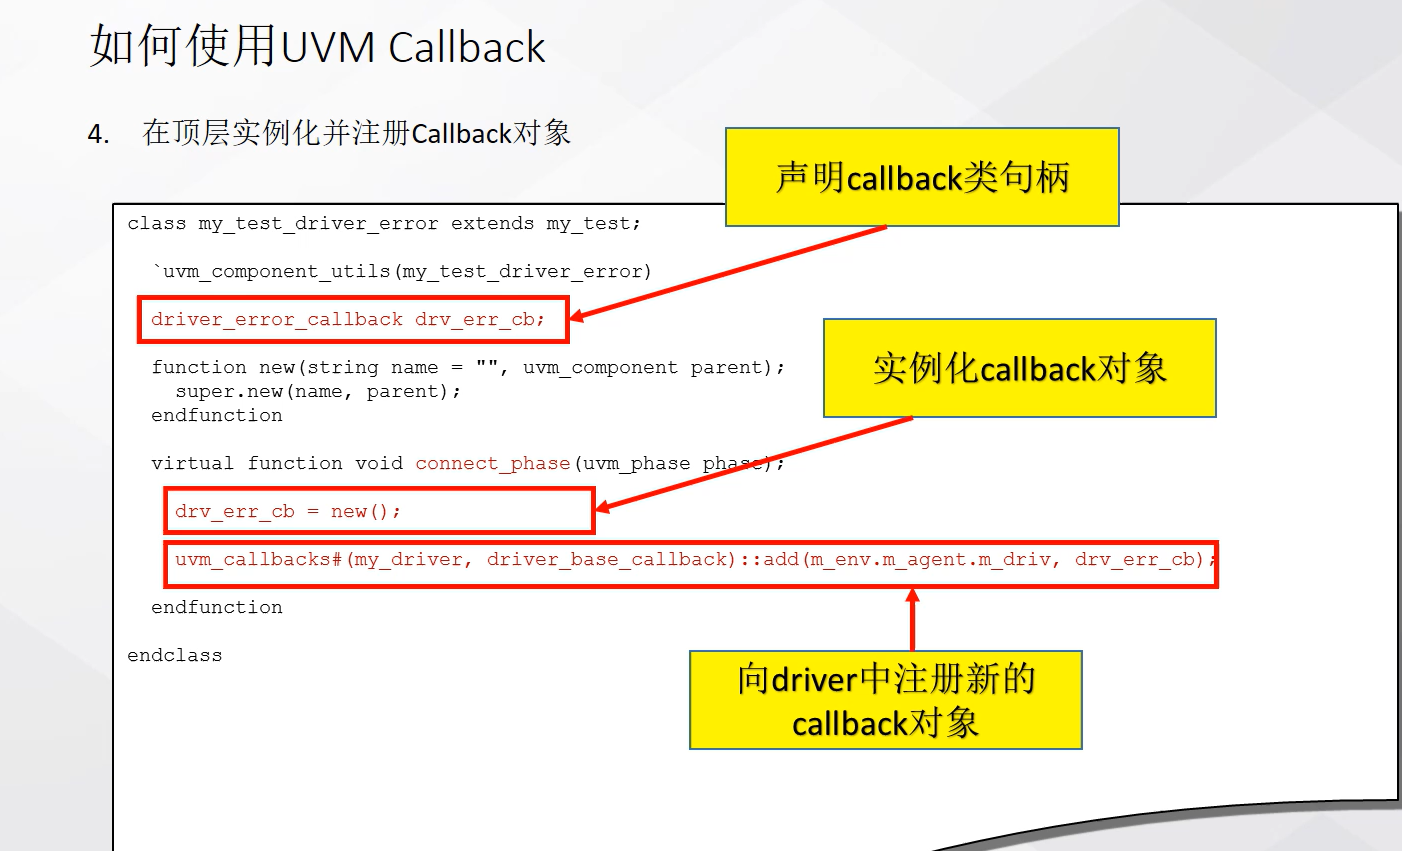 如何使用UVM Callback
4. 在顶层实例化并注册Callback对象
声明callback类句柄
class my_test_driver_error extends my_test;
`uvm_component_utils(my_test_driver_error)
driver_error_callback drv_err_cb;
function new(string name = "", uvm_component parent);
super.new(name, parent);
endfunction
实例化callback对象
virtual function void connect_phase(uvm_phase phase);
drv_err_cb = new();
uvm_callbacks#(my_driver, driver_base_callback)::add(m_env.m_agent.m_driv, drv_err_cb);
endfunction
endclass
向driver中注册新的
callback对象